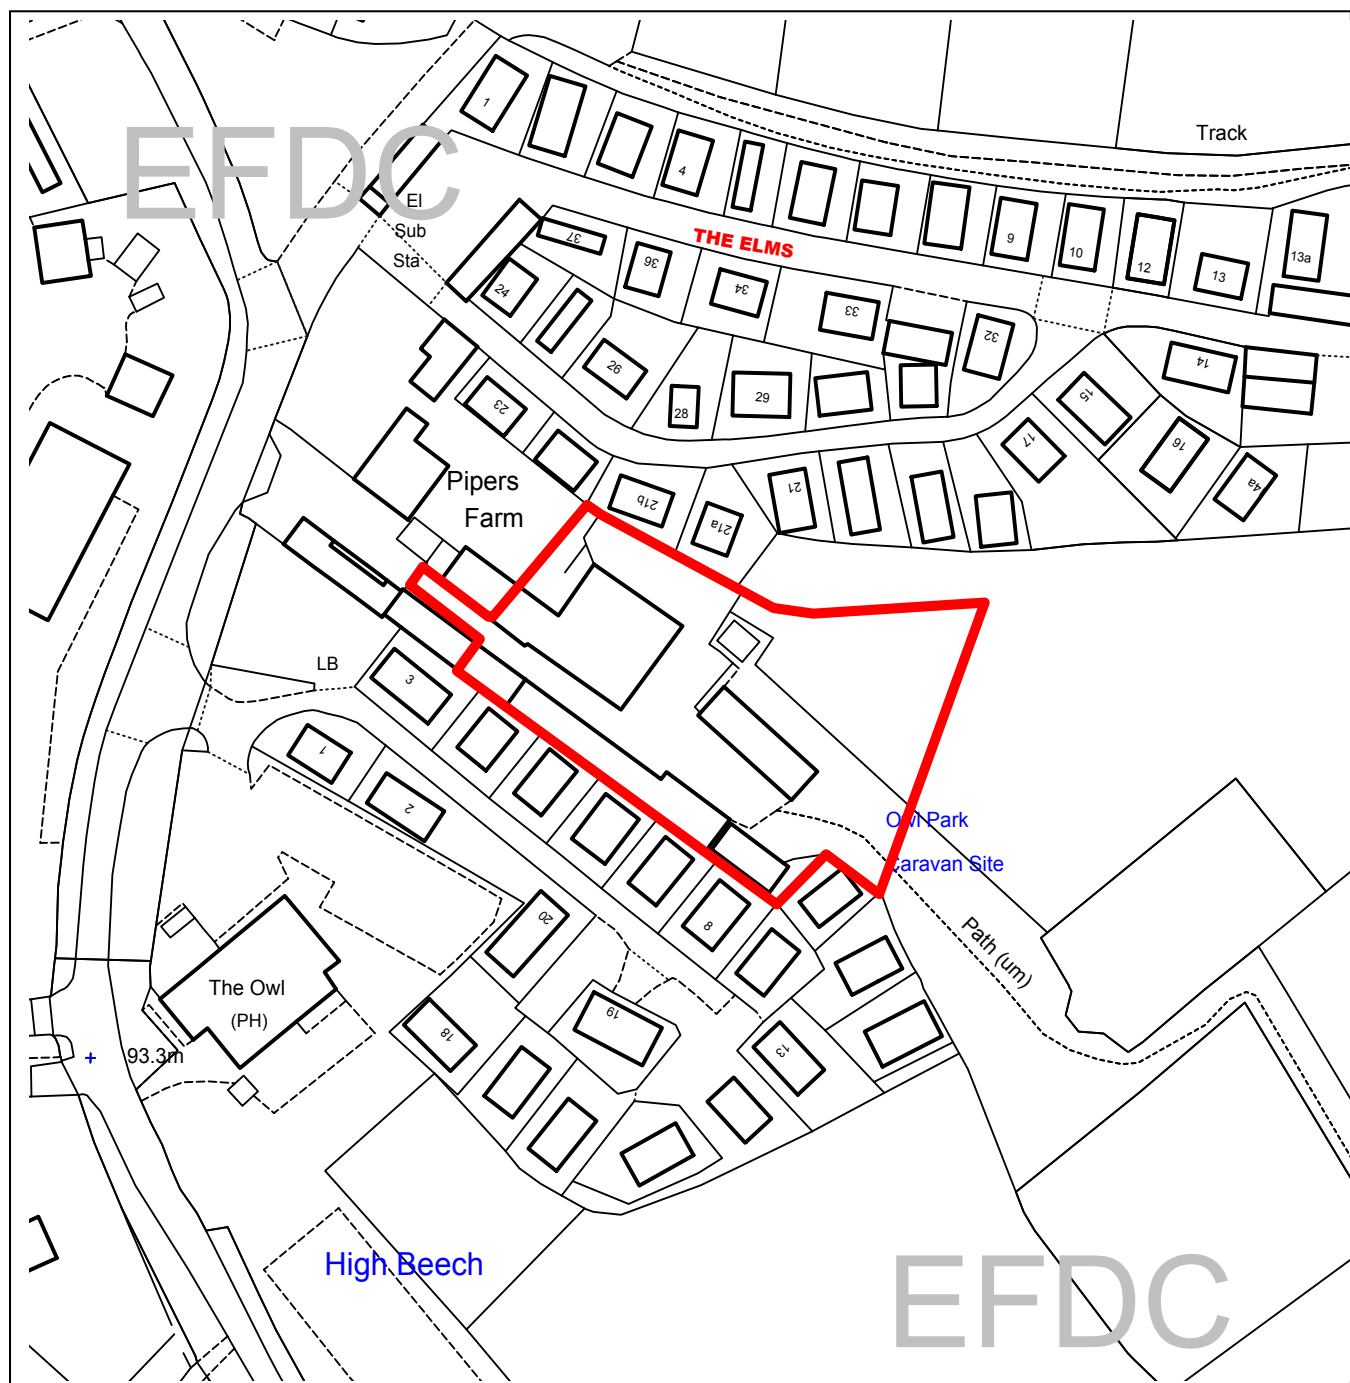 EFDC
Track
1
4
9
10
12
13
13a
El
Sub
Sta
THE ELMS
37
36
34
33
32
24
26
28
29
14
15
17
16
4a
23
21b
21a
21
Pipers
Farm
LB
3
1
2
8
Owl Park
Caravan Site
Path (um)
20
19
18
13
The Owl
(PH)
93.3m
High Beech
EFDC